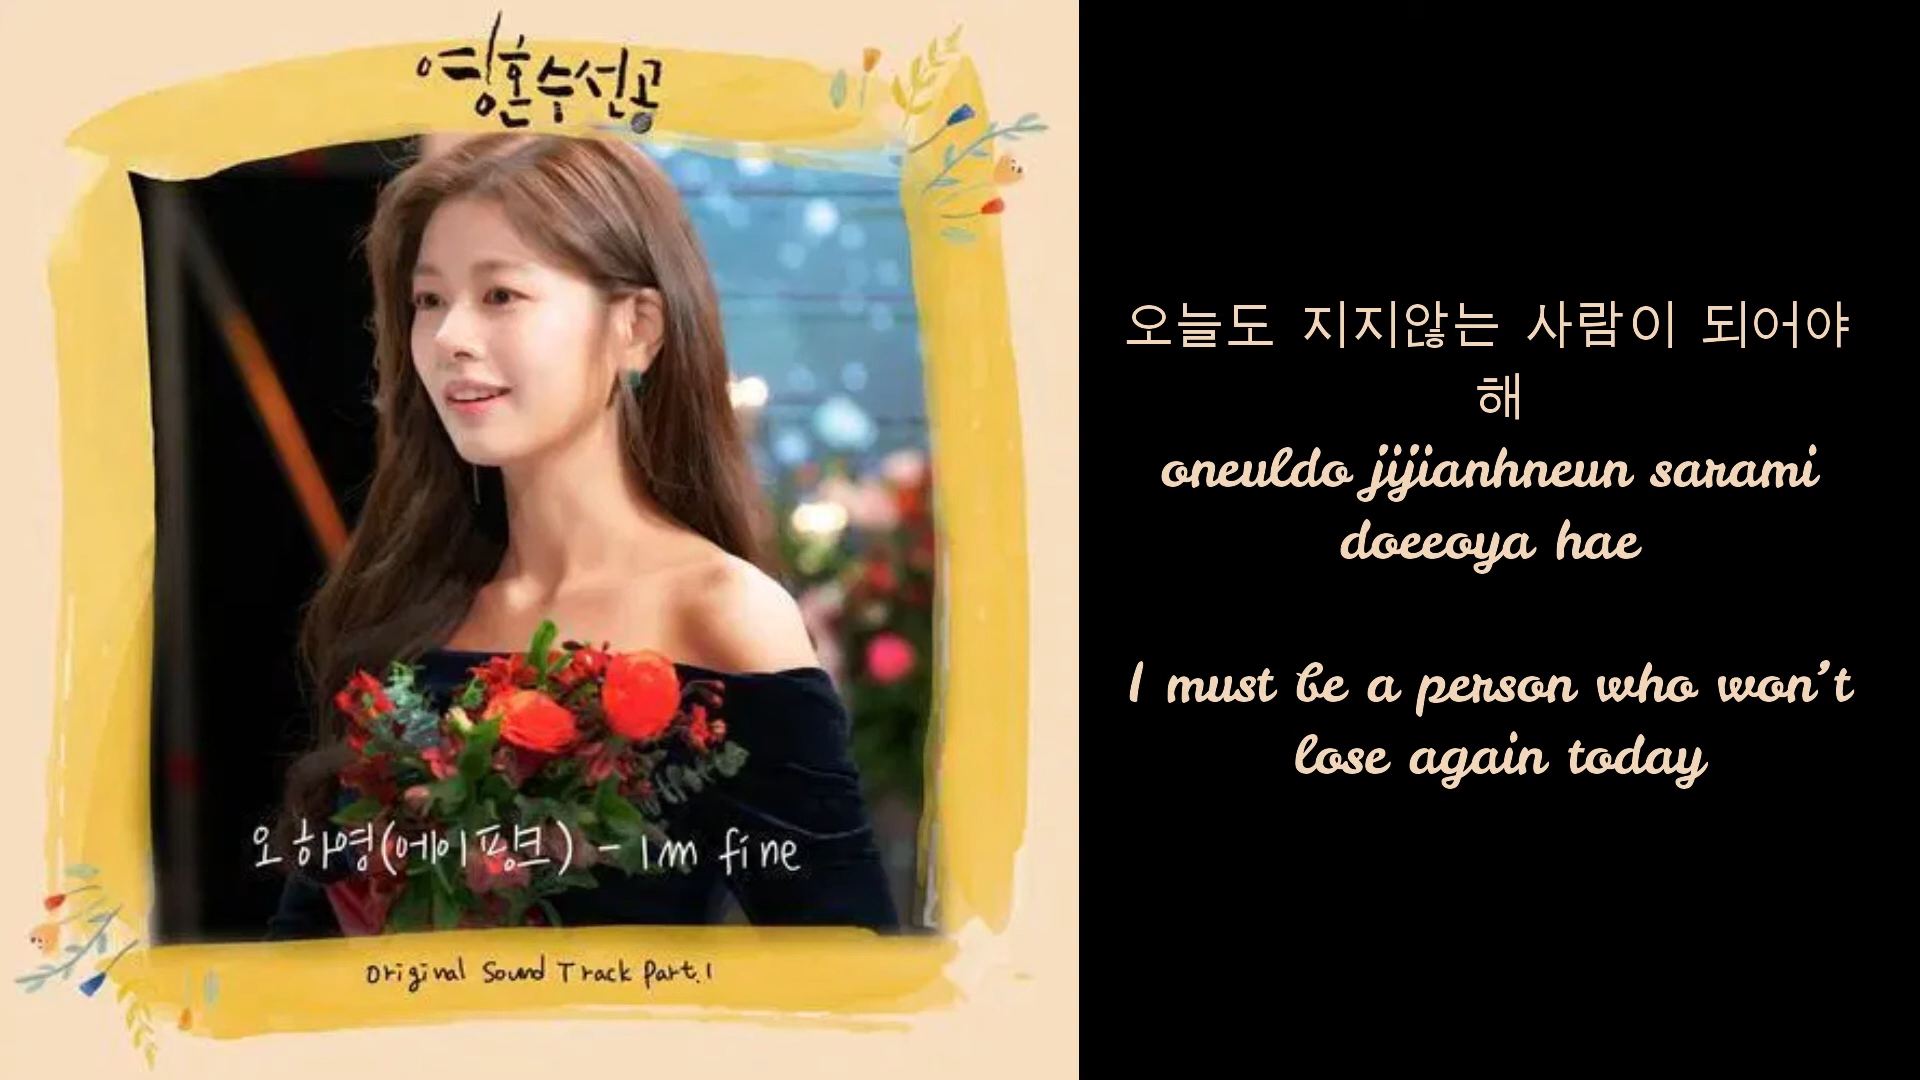 영혼수선공
오하영(에이핑크) - Im fine
Original Sound Track Part.1
오늘도 지지않는 사람이 되어야
해
oneuldo jijianhneun sarami
doeeoya hae
I must be a person who won't
lose again today